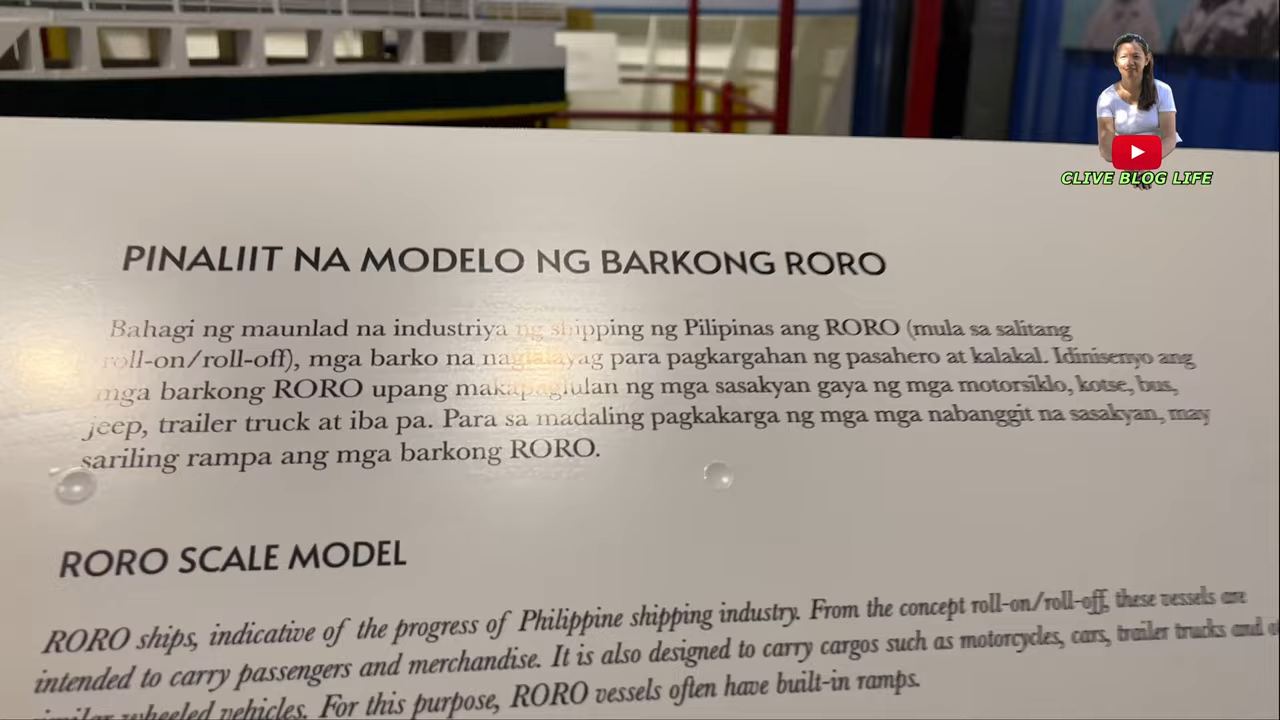 CLIVE BLOG LIFE
PINALIIT NA MODELO NG BARKONG RORO
Bahagi ng maunlad na industriya ng shipping ng Pilipinas ang RORO (mula sa salitang
roll-on/roll-off), mga barko na naglalayag para pagkargahan ng pasahero at kalakal. Idinisenyo ang
mga barkong RORO upang makapaglulan ng mga sasakyan gaya ng mga motorsiklo, kotse, bus,
jeep, trailer truck at iba pa. Para sa madaling pagkakarga ng mga mga nabanggit na sasakyan, may
sariling rampa ang mga barkong RORO.
RORO SCALE MODEL
RORO ships, indicative of the progress of Philippine shipping industry. From the concept roll-on/roll-off, these vessels are
intended to carry passengers and merchandise. It is also designed to carry cargos such as motorcycles, cars, trailer trucks and
similar wheeled vehicles. For this purpose, RORO vessels often have built-in ramps.